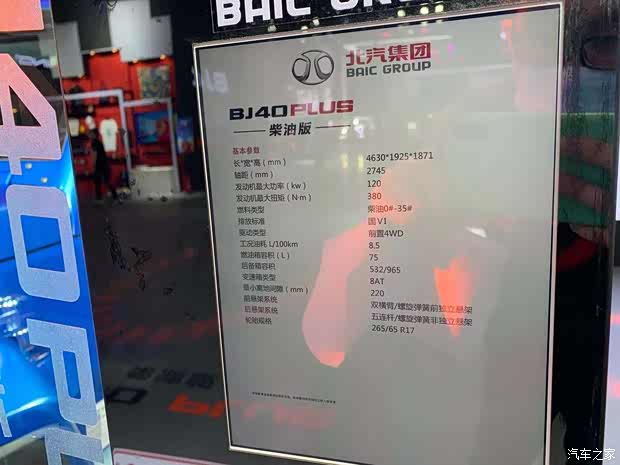 BAIC GROUP
北汽集团
BAIC GROUP
BJ40 PLUS
柴油版
基本参数
长*宽*高（mm） 4630*1925*1871
轴距（mm） 2745
发动机最大功率（kw） 120
发动机最大扭矩（N·m） 380
燃料类型 柴油0#-35#
排放标准 国VI
驱动类型 前置4WD
工况油耗 L/100km 8.5
燃油箱容积（L） 75
后备箱容积 532/965
变速箱类型 8AT
最小离地间隙（mm） 220
前悬架系统 双横臂/螺旋弹簧前独立悬架
后悬架系统 五连杆/螺旋弹簧非独立悬架
轮胎规格 265/65 R17
40PL
汽车之家